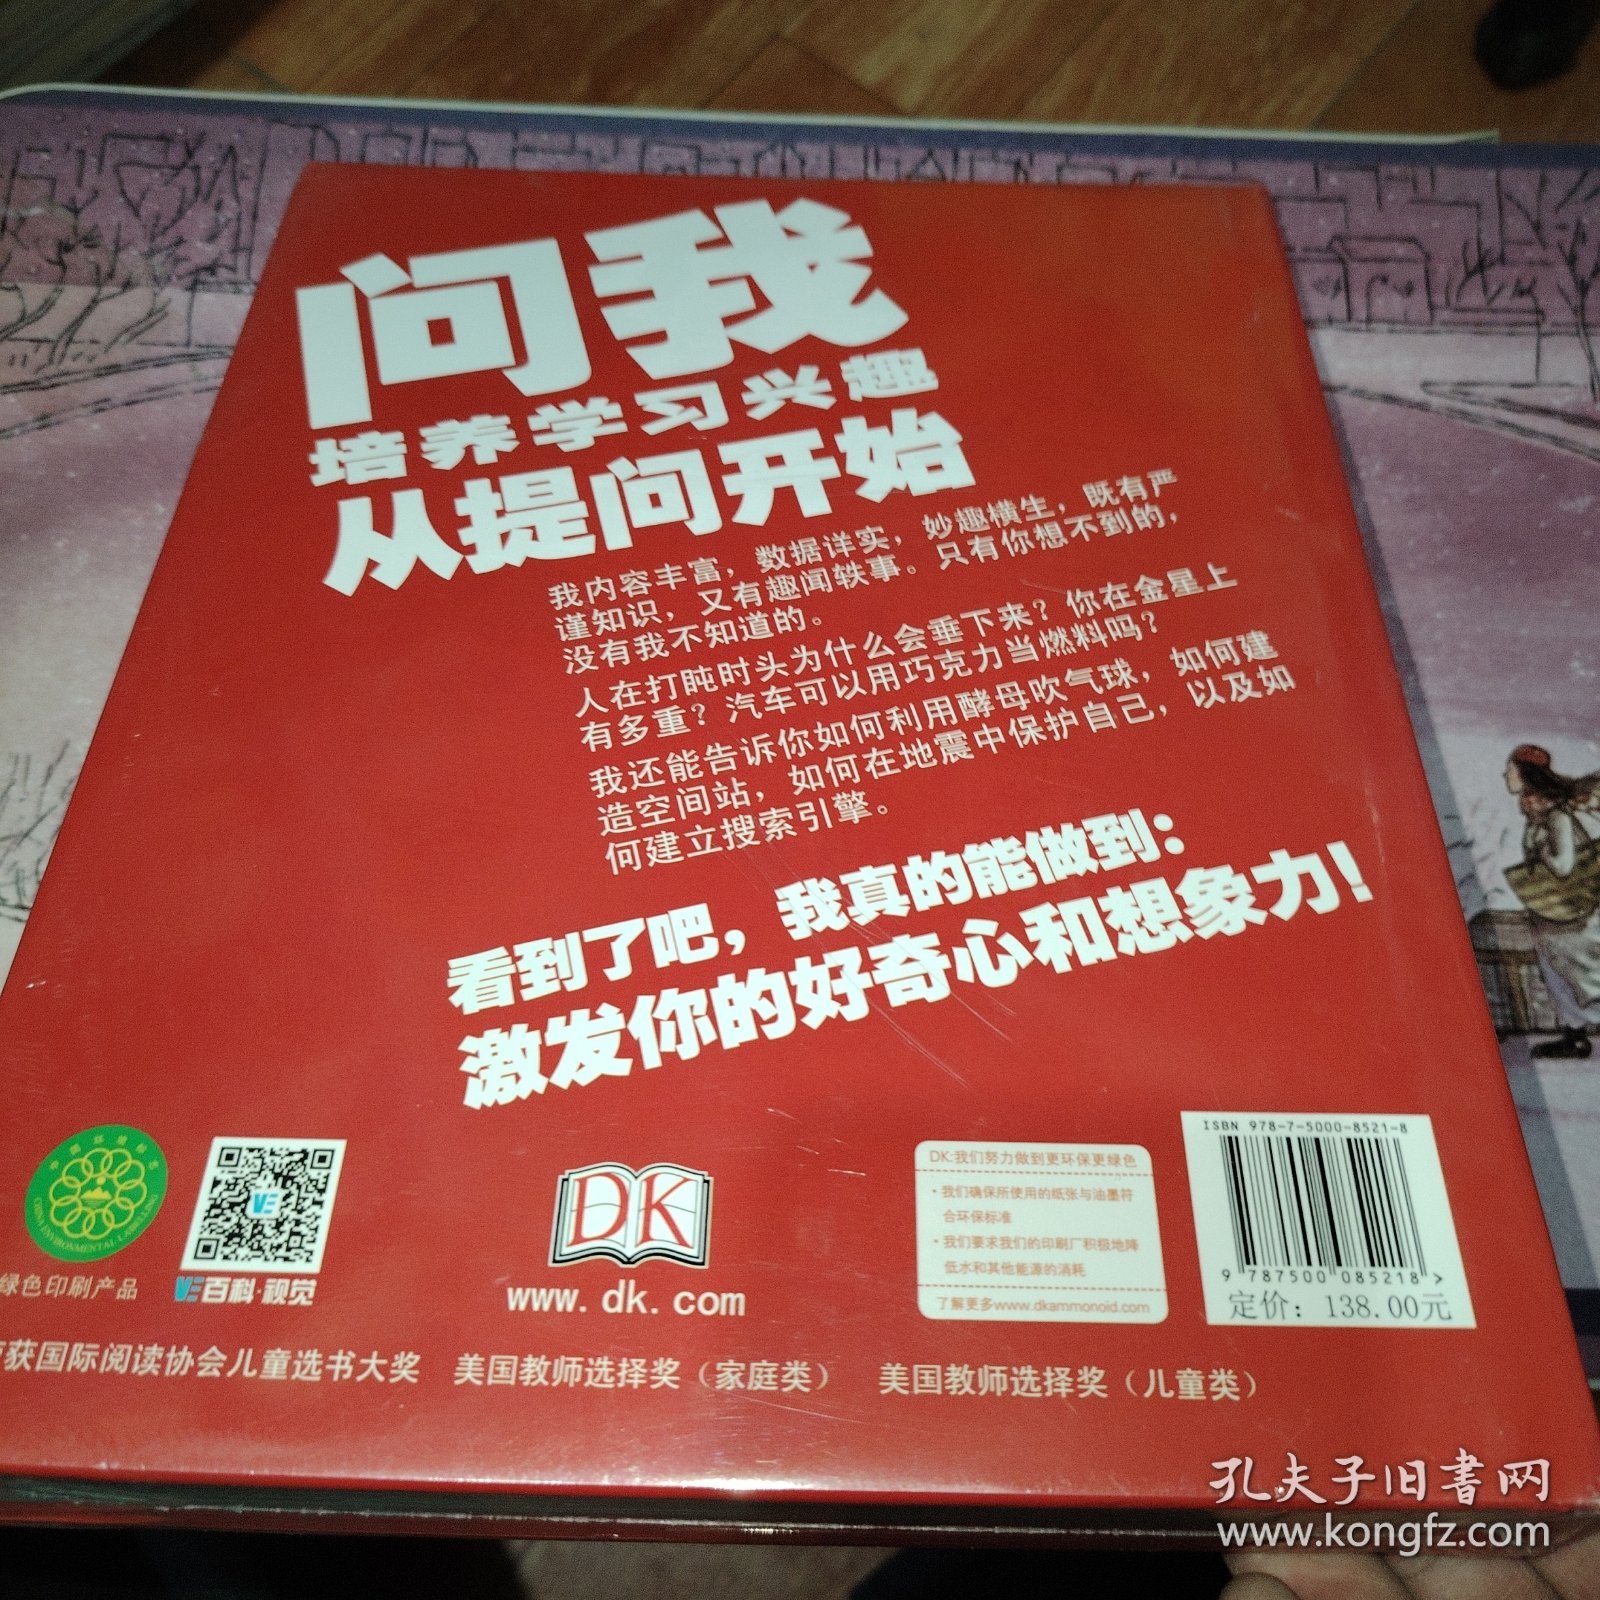 问我
培养学习兴趣
从提问开始
我内容丰富，数据详实，妙趣横生，既有严
谨知识，又有趣闻轶事。只有你想不到的，
没有我不知道的。
人在打盹时头为什么会垂下来？你在金星上
有多重？汽车可以用巧克力当燃料吗？
我还能告诉你如何利用酵母吹气球，如何建
造空间站，如何在地震中保护自己，以及如
何建立搜索引擎。
看到了吧，我真的能做到：
激发你的好奇心和想象力！
中国环境标志
CHINA ENVIRONMENTAL LABELLING
绿色印刷产品
VE
VE百科·视觉
DK
www.dk.com
DK:我们努力做到更环保更绿色
·我们确保所使用的纸张与油墨符
合环保标准
·我们要求我们的印刷厂积极地降
低水和其他能源的消耗
了解更多www.dkammonoid.com
ISBN 978-7-5000-8521-8
9 787500 085218 >
定价：138.00元
获国际阅读协会儿童选书大奖 美国教师选择奖（家庭类） 美国教师选择奖（儿童类）
孔夫子旧书网
www.kongfz.com